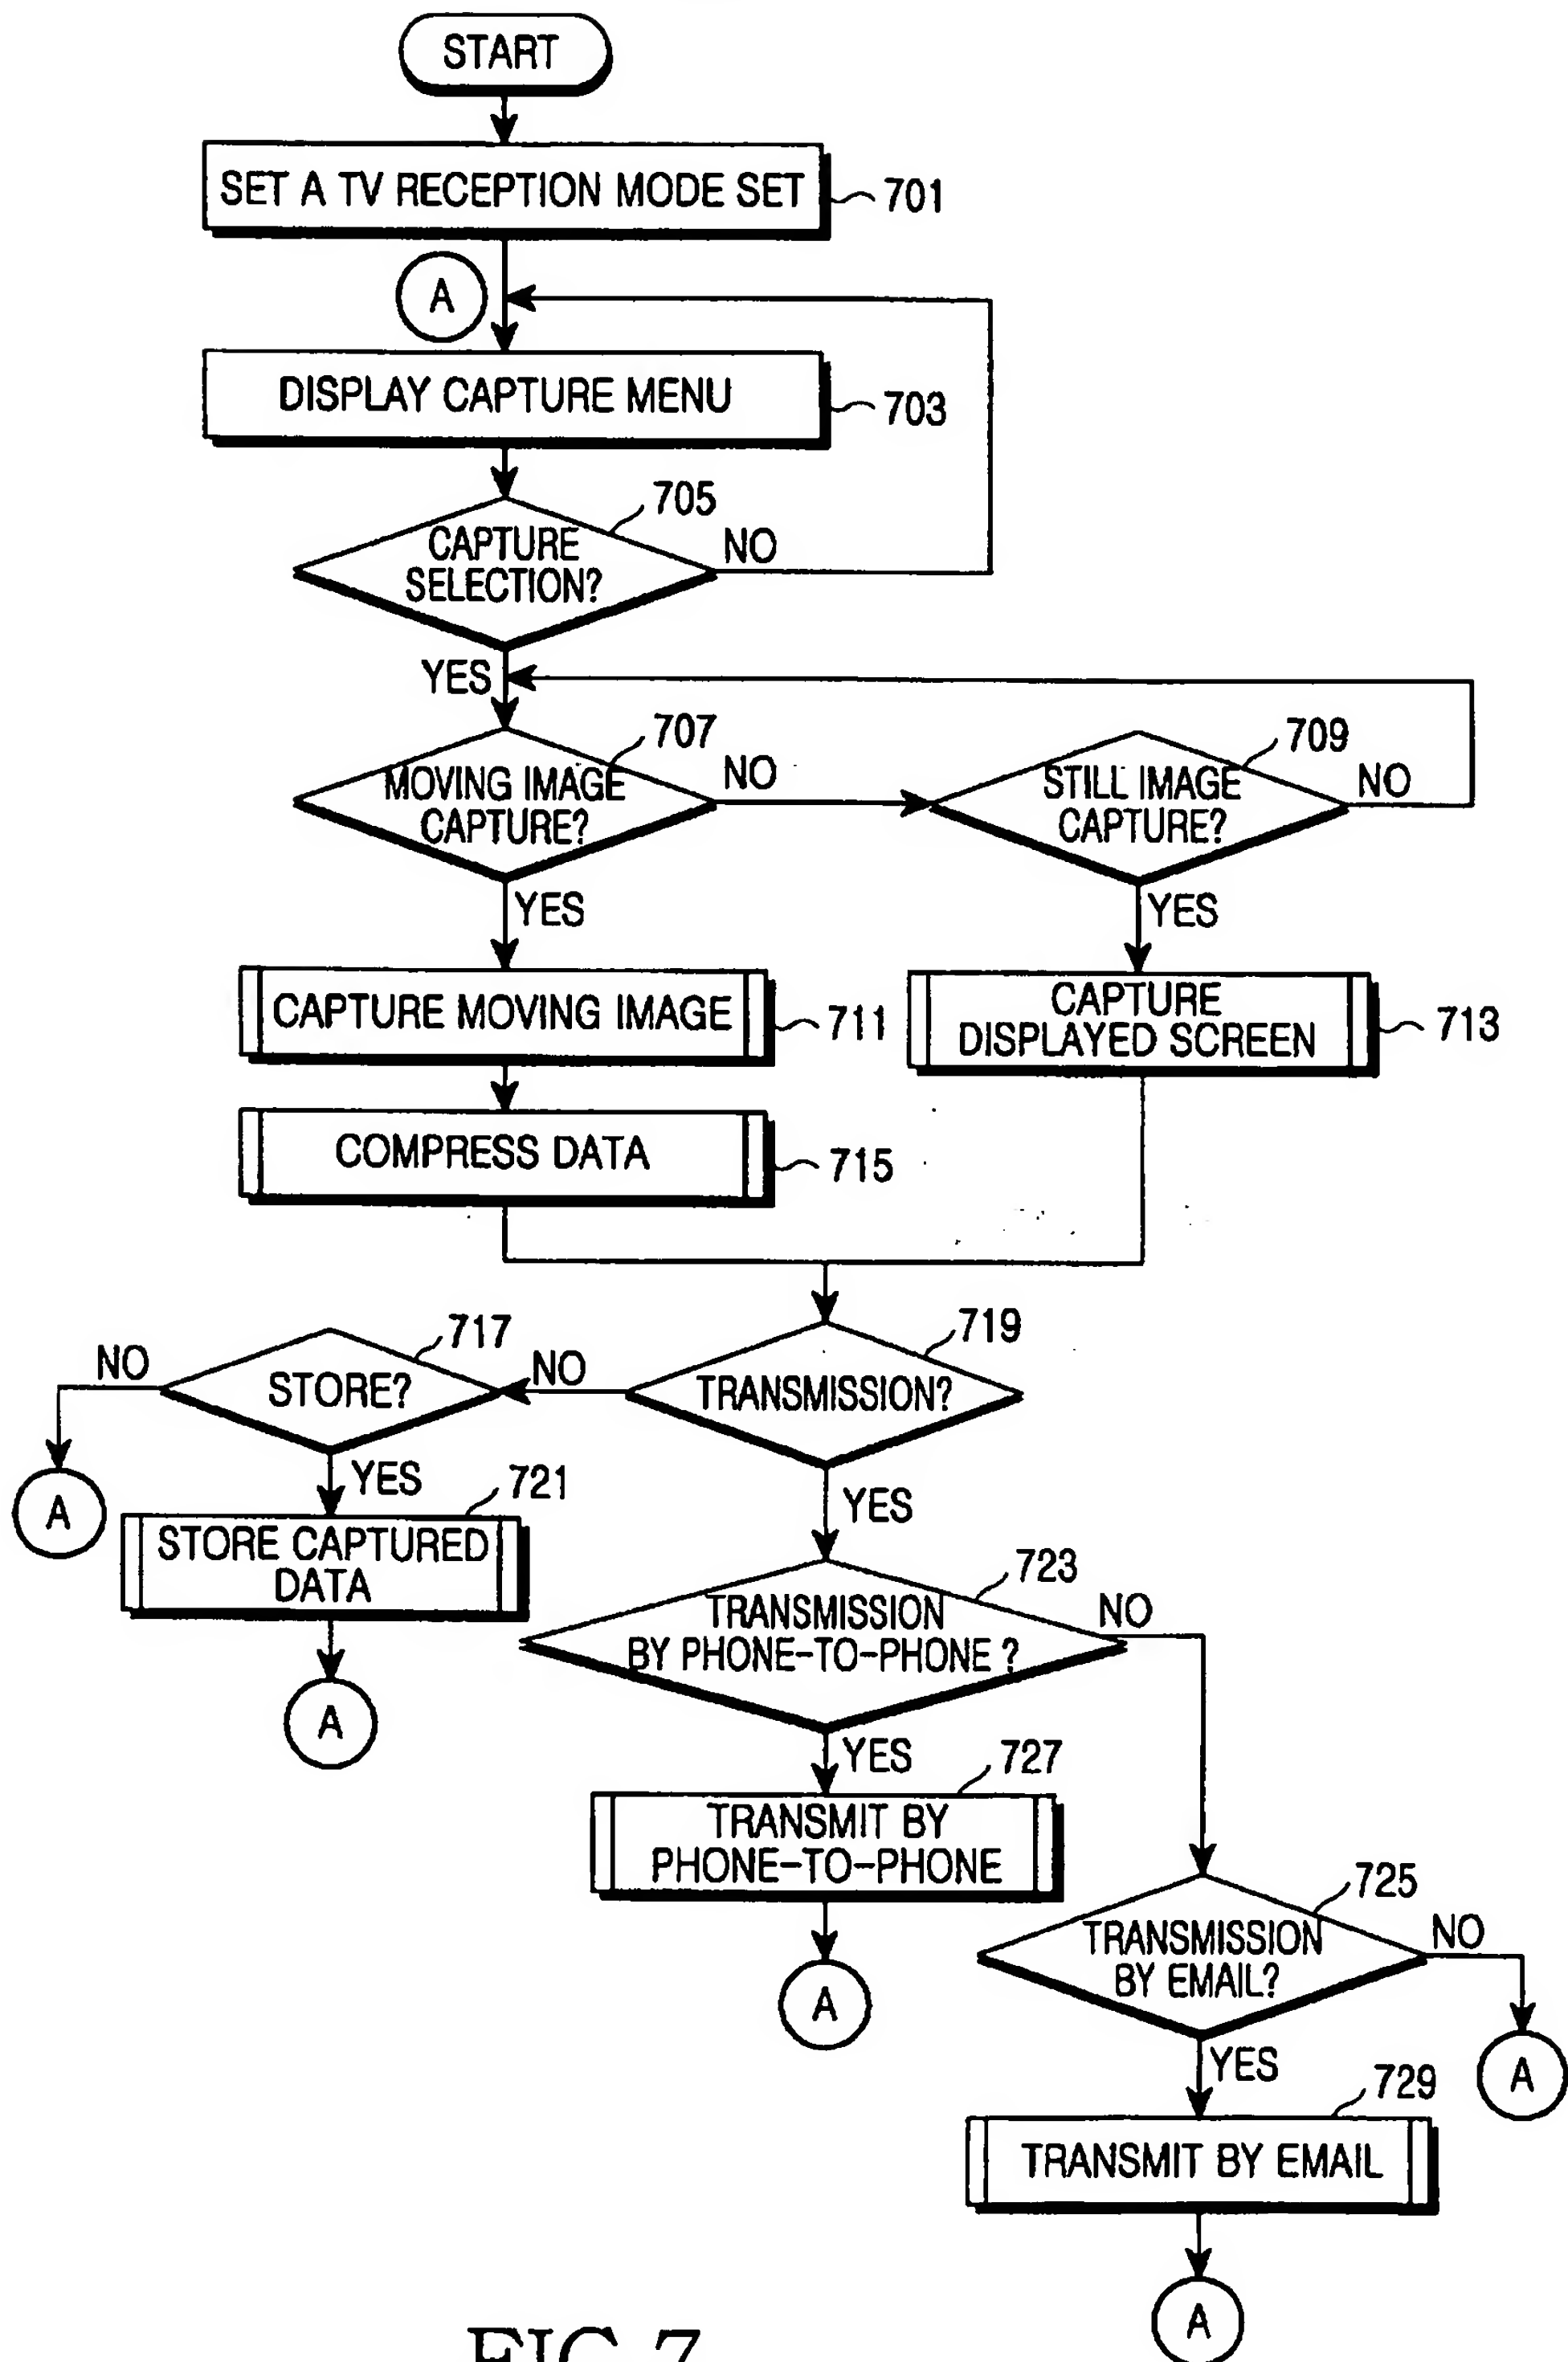 START
SET A TV RECEPTION MODE SET
701
A
DISPLAY CAPTURE MENU
703
705
CAPTURE
SELECTION?
NO
YES
707
MOVING IMAGE
CAPTURE?
NO
709
STILL IMAGE
CAPTURE?
NO
YES
YES
CAPTURE MOVING IMAGE
711
CAPTURE
DISPLAYED SCREEN
713
COMPRESS DATA
715
717
STORE?
NO
NO
719
TRANSMISSION?
A
YES
721
STORE CAPTURED
DATA
A
YES
723
TRANSMISSION
BY PHONE-TO-PHONE ?
NO
YES
727
TRANSMIT BY
PHONE-TO-PHONE
A
725
TRANSMISSION
BY EMAIL?
NO
A
YES
729
TRANSMIT BY EMAIL
A
FIG.7